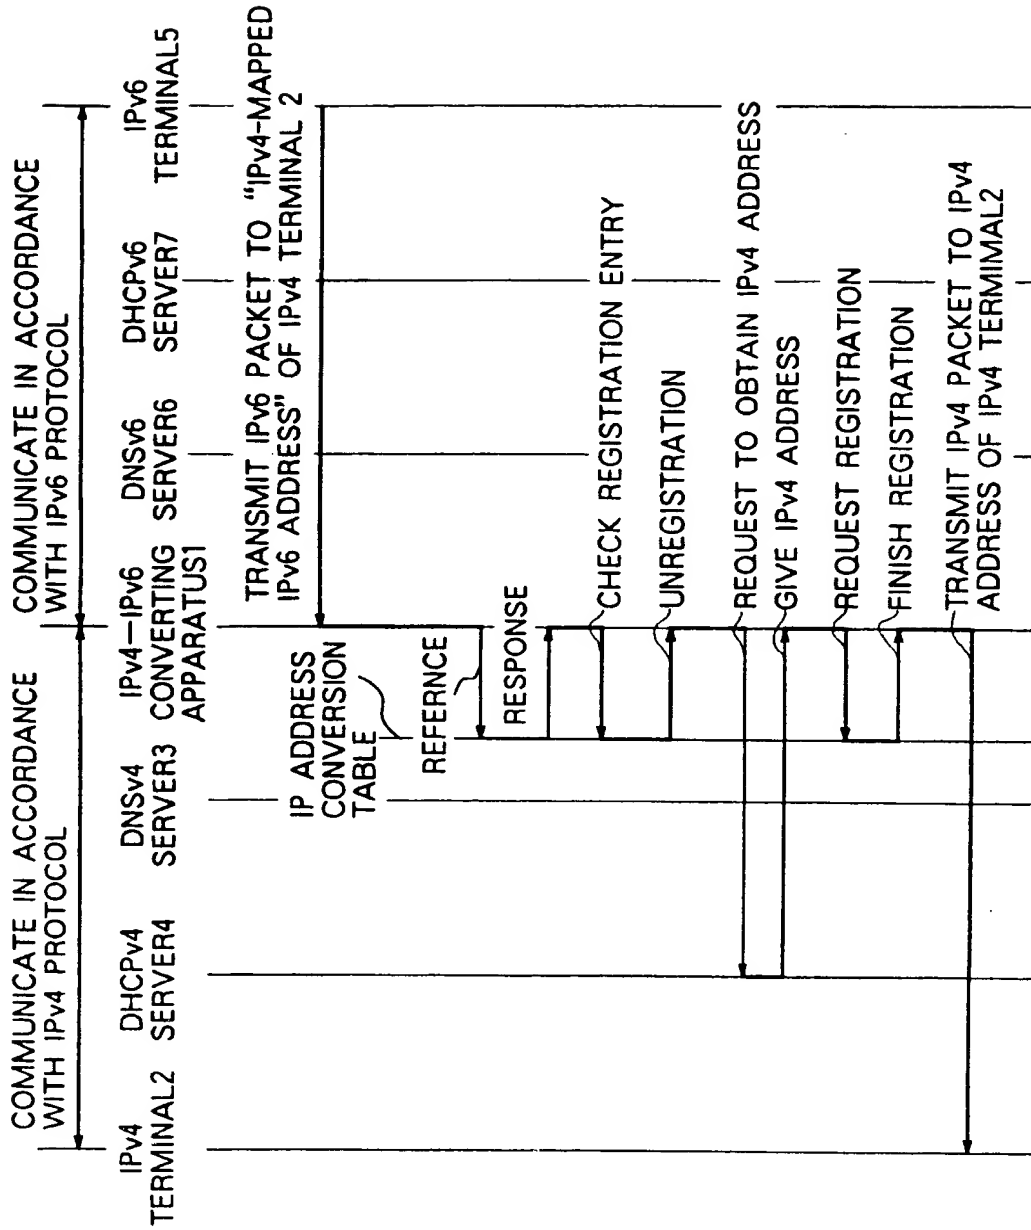 COMMUNICATE IN ACCORDANCE
WITH IPv4 PROTOCOL
COMMUNICATE IN ACCORDANCE
WITH IPv6 PROTOCOL
IPv4
TERMINAL2
DHCPv4
SERVER4
DNSv4
SERVER3
IPv4–IPv6
CONVERTING
APPARATUS1
DNSv6
SERVER6
DHCPv6
SERVER7
IPv6
TERMINAL5
TRANSMIT IPv6 PACKET TO "IPv4-MAPPED
IPv6 ADDRESS" OF IPv4 TERMINAL 2
IP ADDRESS
CONVERSION
TABLE
REFERNCE
RESPONSE
CHECK REGISTRATION ENTRY
UNREGISTRATION
REQUEST TO OBTAIN IPv4 ADDRESS
GIVE IPv4 ADDRESS
REQUEST REGISTRATION
FINISH REGISTRATION
TRANSMIT IPv4 PACKET TO IPv4
ADDRESS OF IPv4 TERMIMAL2